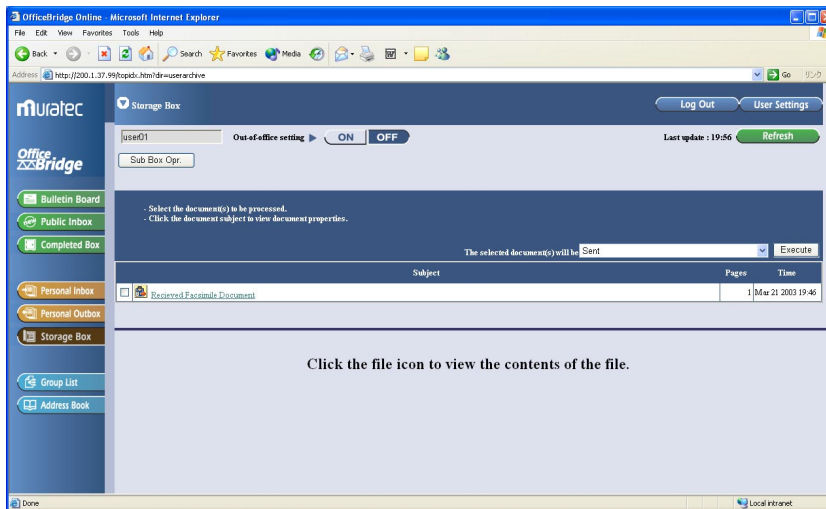 OfficeBridge Online - Microsoft Internet Explorer
File Edit View Favorites Tools Help
Back Search Favorites Media
Address http://200.1.37.99/topidx.htm?dir=userarchive Go リンク
muratec
Storage Box
Log Out User Settings
user01 Out-of-office setting ON OFF Last update : 19:56 Refresh
Office Bridge
Sub Box Opr.
Bulletin Board
Public Inbox
Completed Box
- Select the document(s) to be processed.
- Click the document subject to view document properties.
The selected document(s) will be Sent Execute
Subject Pages Time
Recieved Facsimile Document 1 Mar 21 2003 19:46
Personal Inbox
Personal Outbox
Storage Box
Click the file icon to view the contents of the file.
Group List
Address Book
Done Local intranet